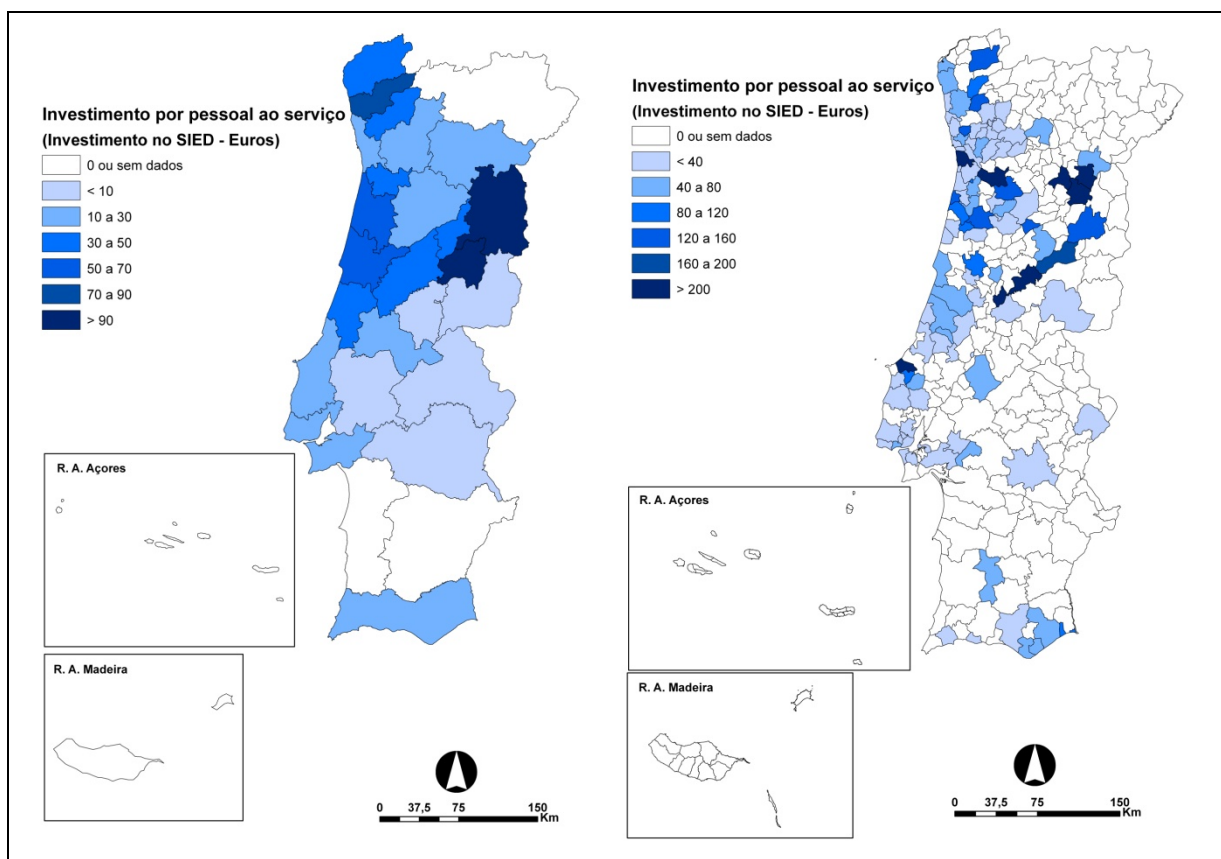 Investimento por pessoal ao serviço
(Investimento no SIED - Euros)
0 ou sem dados
< 10
10 a 30
30 a 50
50 a 70
70 a 90
> 90
R. A. Açores
R. A. Madeira
0 37,5 75 150
Km
Investimento por pessoal ao serviço
(Investimento no SIED - Euros)
0 ou sem dados
< 40
40 a 80
80 a 120
120 a 160
160 a 200
> 200
R. A. Açores
R. A. Madeira
0 37,5 75 150
Km